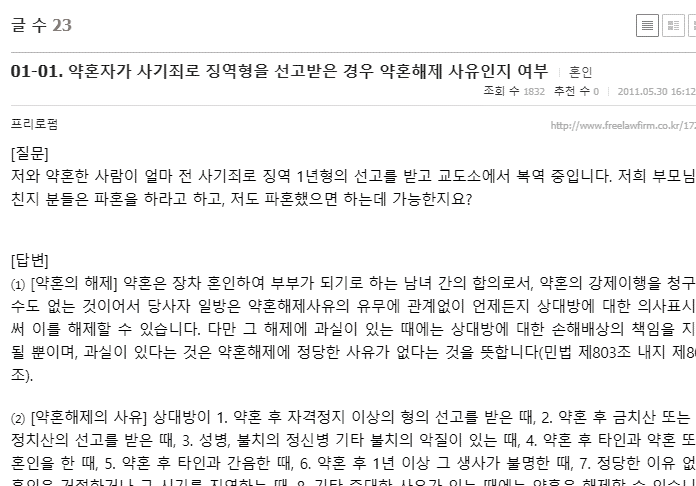 글 수 23
01-01. 약혼자가 사기죄로 징역형을 선고받은 경우 약혼해제 사유인지 여부 혼인
조회 수 1832 추천 수 0 2011.05.30 16:12
프리로펌 http://www.freelawfirm.co.kr/172
[질문]
저와 약혼한 사람이 얼마 전 사기죄로 징역 1년형의 선고를 받고 교도소에서 복역 중입니다. 저희 부모님
친지 분들은 파혼을 하라고 하고, 저도 파혼했으면 하는데 가능한지요?
[답변]
⑴ [약혼의 해제] 약혼은 장차 혼인하여 부부가 되기로 하는 남녀 간의 합의로서, 약혼의 강제이행을 청구
수도 없는 것이어서 당사자 일방은 약혼해제사유의 유무에 관계없이 언제든지 상대방에 대한 의사표시
써 이를 해제할 수 있습니다. 다만 그 해제에 과실이 있는 때에는 상대방에 대한 손해배상의 책임을 지
될 뿐이며, 과실이 있다는 것은 약혼해제에 정당한 사유가 없다는 것을 뜻합니다(민법 제803조 내지 제80
조).
⑵ [약혼해제의 사유] 상대방이 1. 약혼 후 자격정지 이상의 형의 선고를 받은 때, 2. 약혼 후 금치산 또는
정치산의 선고를 받은 때, 3. 성병, 불치의 정신병 기타 불치의 악질이 있는 때, 4. 약혼 후 타인과 약혼 또
혼인을 한 때, 5. 약혼 후 타인과 간음한 때, 6. 약혼 후 1년 이상 그 생사가 불명한 때, 7. 정당한 이유 없
혼인을 거절하거나 그 시기를 지연하는 때, 8. 기타 중대한 사유가 있는 때에는 약혼을 해제할 수 있습니